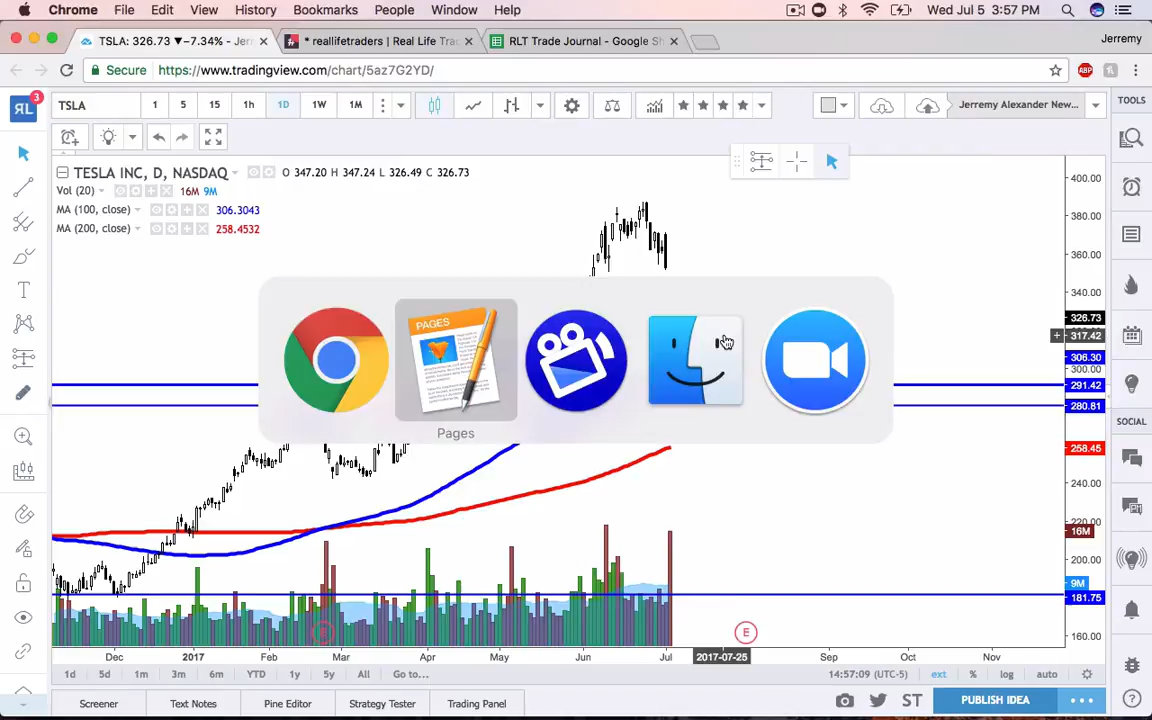 Chrome File Edit View History Bookmarks People Window Help Wed Jul 5 3:57 PM
TSLA: 326.73 ▼−7.34% – Jerr
* reallifetraders | Real Life Tra
RLT Trade Journal - Google Sh
Jerremy
Secure https://www.tradingview.com/chart/5az7G2YD/
ABP
RL 3
TSLA 1 5 15 1h 1D 1W 1M
Jerremy Alexander New...
TOOLS
TESLA INC, D, NASDAQ O 347.20 H 347.24 L 326.49 C 326.73
Vol (20) 16M 9M
MA (100, close) 306.3043
MA (200, close) 258.4532
400.00
380.00
360.00
340.00
326.73
317.42
306.30
291.42
280.81
258.45
240.00
220.00
16M
200.00
9M
181.75
160.00
PAGES
Pages
SOCIAL
E
E
Dec 2017 Feb Mar Apr May Jun Jul 2017-07-25 Sep Oct Nov
1d 5d 1m 3m 6m YTD 1y 5y All Go to... 14:57:09 (UTC-5) ext % log auto
Screener Text Notes Pine Editor Strategy Tester Trading Panel ST PUBLISH IDEA